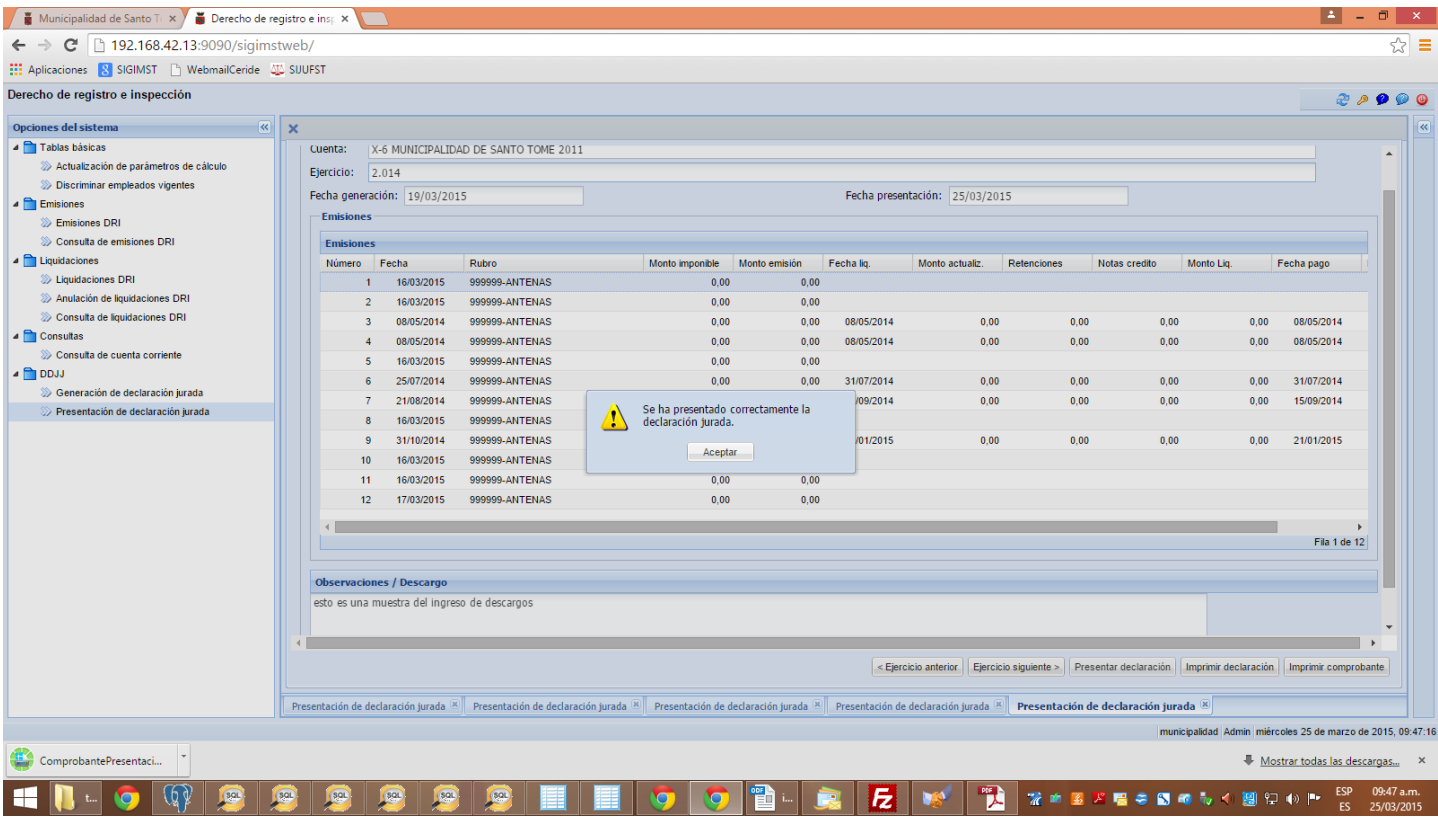 Municipalidad de Santo T
Derecho de registro e insp
192.168.42.13:9090/sigimstweb/
Aplicaciones SIGIMST WebmailCeride SIJUFST
Derecho de registro e inspección
Opciones del sistema
Tablas básicas
Actualización de parámetros de cálculo
Discriminar empleados vigentes
Emisiones
Emisiones DRI
Consulta de emisiones DRI
Liquidaciones
Liquidaciones DRI
Anulación de liquidaciones DRI
Consulta de liquidaciones DRI
Consultas
Consulta de cuenta corriente
DDJJ
Generación de declaración jurada
Presentación de declaración jurada
Cuenta: X-6 MUNICIPALIDAD DE SANTO TOME 2011
Ejercicio: 2.014
Fecha generación: 19/03/2015 Fecha presentación: 25/03/2015
Emisiones
Emisiones
Número Fecha Rubro Monto imponible Monto emisión Fecha liq. Monto actualiz. Retenciones Notas credito Monto Liq. Fecha pago
1 16/03/2015 999999-ANTENAS 0,00 0,00
2 16/03/2015 999999-ANTENAS 0,00 0,00
3 08/05/2014 999999-ANTENAS 0,00 0,00 08/05/2014 0,00 0,00 0,00 0,00 08/05/2014
4 08/05/2014 999999-ANTENAS 0,00 0,00 08/05/2014 0,00 0,00 0,00 0,00 08/05/2014
5 16/03/2015 999999-ANTENAS 0,00 0,00
6 25/07/2014 999999-ANTENAS 0,00 0,00 31/07/2014 0,00 0,00 0,00 0,00 31/07/2014
7 21/08/2014 999999-ANTENAS /09/2014 0,00 0,00 0,00 0,00 15/09/2014
8 16/03/2015 999999-ANTENAS
9 31/10/2014 999999-ANTENAS /01/2015 0,00 0,00 0,00 0,00 21/01/2015
10 16/03/2015 999999-ANTENAS
11 16/03/2015 999999-ANTENAS 0,00 0,00
12 17/03/2015 999999-ANTENAS 0,00 0,00
Se ha presentado correctamente la
declaración jurada.
Aceptar
Fila 1 de 12
Observaciones / Descargo
esto es una muestra del ingreso de descargos
< Ejercicio anterior Ejercicio siguiente > Presentar declaración Imprimir declaración Imprimir comprobante
Presentación de declaración jurada Presentación de declaración jurada Presentación de declaración jurada Presentación de declaración jurada Presentación de declaración jurada
municipalidad Admin miércoles 25 de marzo de 2015, 09:47:16
ComprobantePresentaci...
Mostrar todas las descargas...
t... SQL SQL SQL SQL SQL SQL ODF i... Fz PDF
ESP 09:47 a.m.
ES 25/03/2015